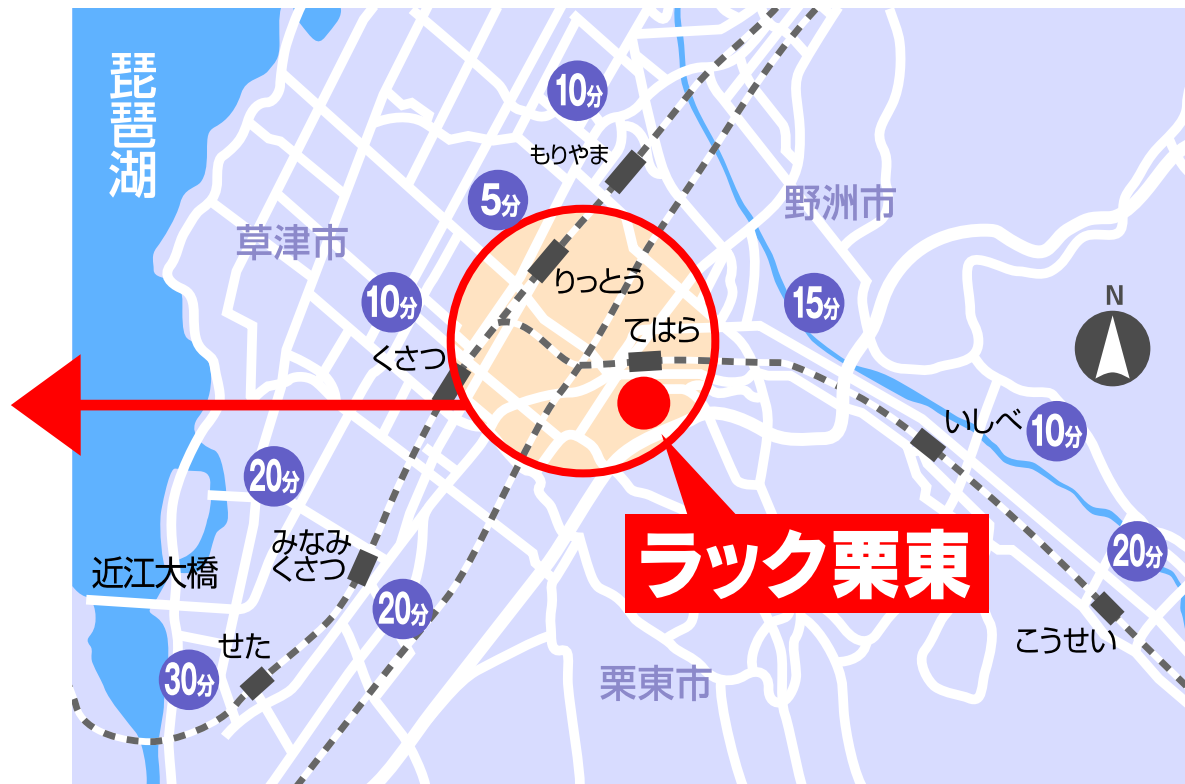 琵琶湖
10分
もりやま
5分
野洲市
草津市
りっとう
10分
15分
N
てはら
くさつ
いしべ
10分
20分
みなみ
くさつ
近江大橋
ラック栗東
20分
20分
せた
こうせい
30分
栗東市